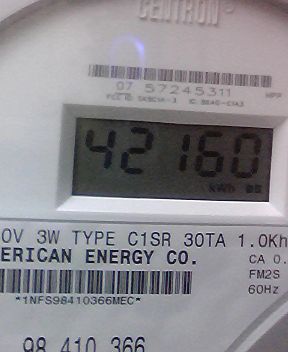 CENTRON®
07 57245311
42160
kWh
0V 3W TYPE C1SR 30TA 1.0Kh
ERICAN ENERGY CO.
CA 0.
FM2S
60Hz
*1NFS98410366MEC*
98 410 366